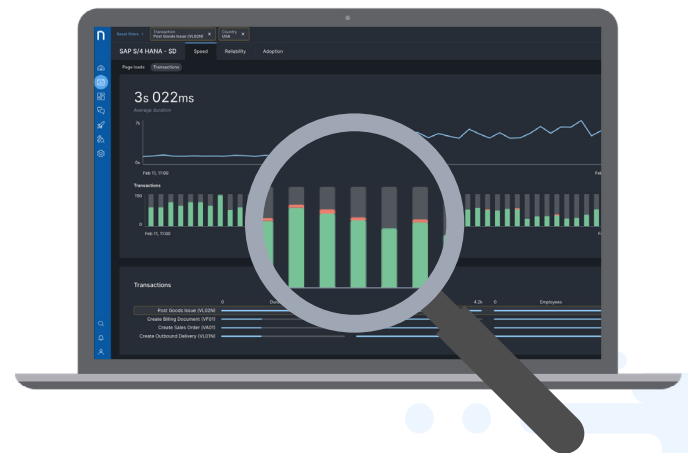 n
Reset filters
Transaction
Post Goods Issue (VL02N)
Country
USA
SAP S/4 HANA - SD
Speed
Reliability
Adoption
Page loads
Transactions
3s 022ms
Average duration
7s
0s
Feb 11, 11:00
Transactions
150
0
Feb 11, 11:00
Transactions
0
4.2k
0
Employees
Post Goods Issue (VL02N)
Create Billing Document (VF01)
Create Sales Order (VA01)
Create Outbound Delivery (VL01N)